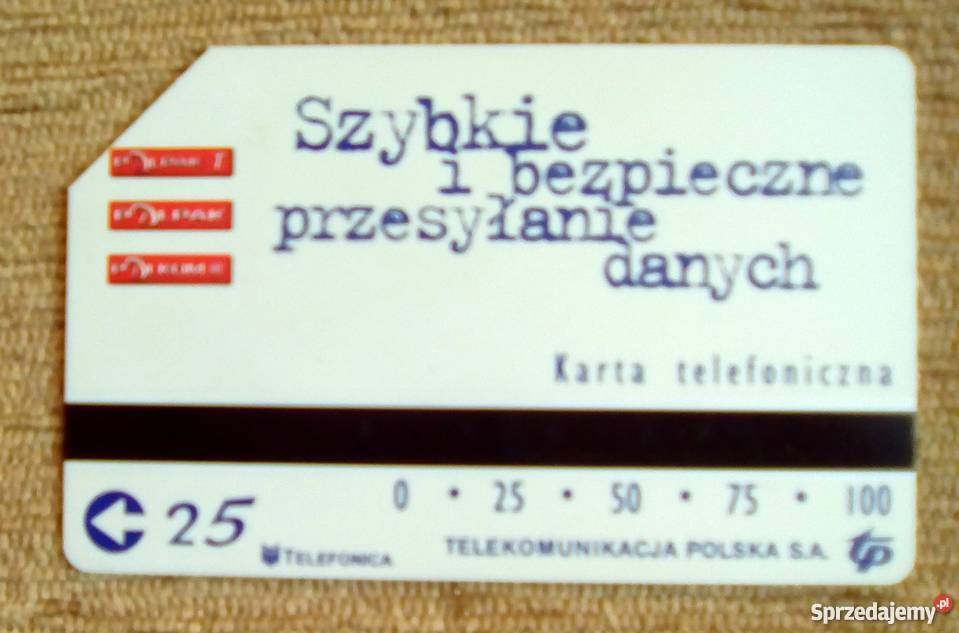 Szybkie
i bezpieczne
przesyłanie
danych
Karta telefoniczna
0 • 25 • 50 • 75 • 100
25
TELEFONICA
TELEKOMUNIKACJA POLSKA S.A. tp
Sprzedajemy.pl